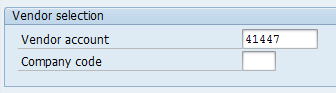 Vendor selection
Vendor account 41447
Company code